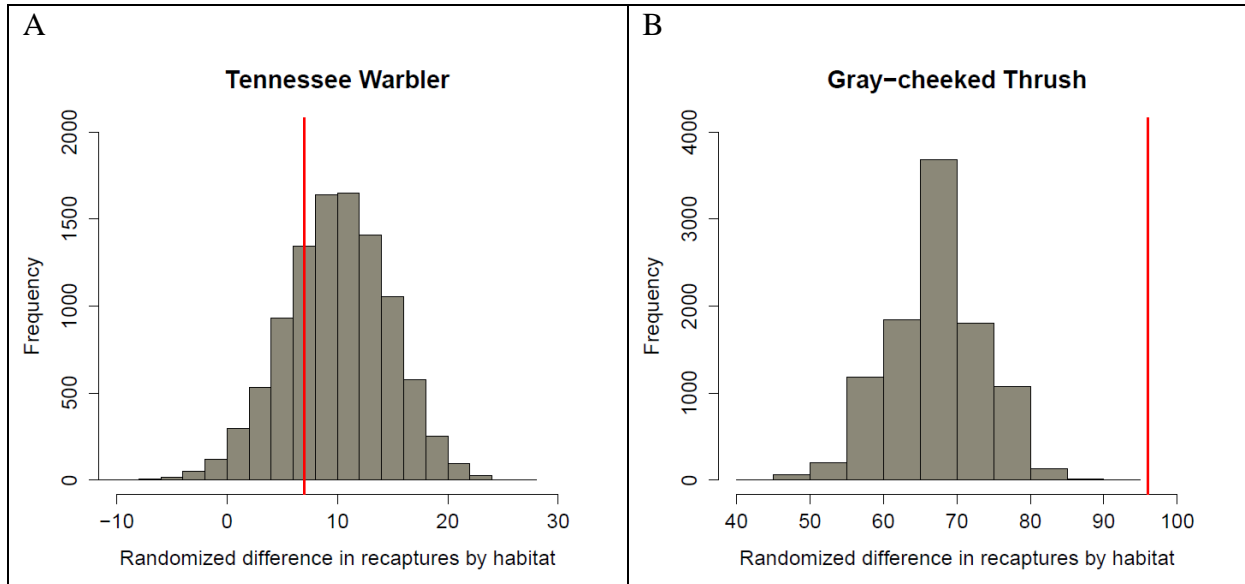 A
Tennessee Warbler
2000
1500
1000
500
0
Frequency
−10 0 10 20 30
Randomized difference in recaptures by habitat
B
Gray−cheeked Thrush
4000
3000
2000
1000
0
Frequency
40 50 60 70 80 90 100
Randomized difference in recaptures by habitat